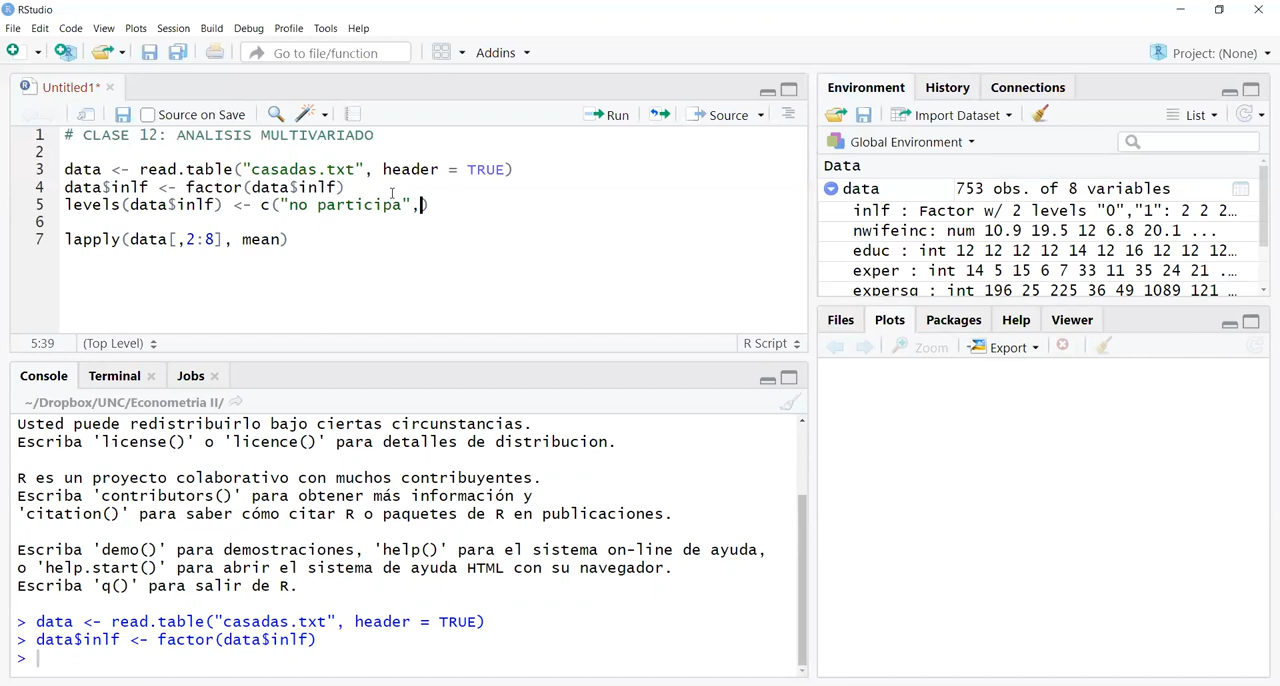 RStudio
File Edit Code View Plots Session Build Debug Profile Tools Help
Go to file/function Addins Project: (None)
Untitled1*
Source on Save Run Source
1 # CLASE 12: ANALISIS MULTIVARIADO
2
3 data <- read.table("casadas.txt", header = TRUE)
4 data$inlf <- factor(data$inlf)
5 levels(data$inlf) <- c("no participa",)
6
7 lapply(data[,2:8], mean)
5:39 (Top Level) R Script
Console Terminal Jobs
~/Dropbox/UNC/Econometria II/
Usted puede redistribuirlo bajo ciertas circunstancias.
Escriba 'license()' o 'licence()' para detalles de distribucion.
R es un proyecto colaborativo con muchos contribuyentes.
Escriba 'contributors()' para obtener más información y
'citation()' para saber cómo citar R o paquetes de R en publicaciones.
Escriba 'demo()' para demostraciones, 'help()' para el sistema on-line de ayuda,
o 'help.start()' para abrir el sistema de ayuda HTML con su navegador.
Escriba 'q()' para salir de R.
> data <- read.table("casadas.txt", header = TRUE)
> data$inlf <- factor(data$inlf)
>
Environment History Connections
Import Dataset List
Global Environment
Data
data 753 obs. of 8 variables
inlf : Factor w/ 2 levels "0","1": 2 2 2…
nwifeinc: num 10.9 19.5 12 6.8 20.1 ...
educ : int 12 12 12 12 14 12 16 12 12 12…
exper : int 14 5 15 6 7 33 11 35 24 21 …
expersq : int 196 25 225 36 49 1089 121 …
Files Plots Packages Help Viewer
Zoom Export